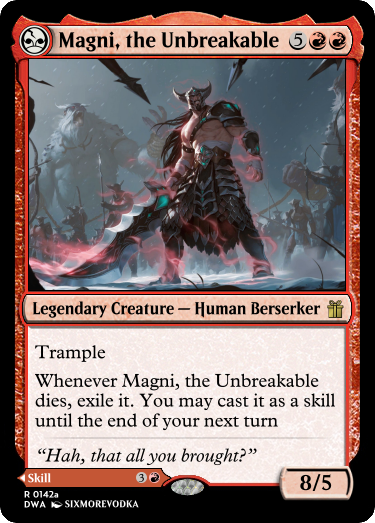 Magni, the Unbreakable 5
Legendary Creature — Human Berserker
Trample
Whenever Magni, the Unbreakable
dies, exile it. You may cast it as a skill
until the end of your next turn
“Hah, that all you brought?”
Skill 3
8/5
R 0142a
DWA SIXMOREVODKA